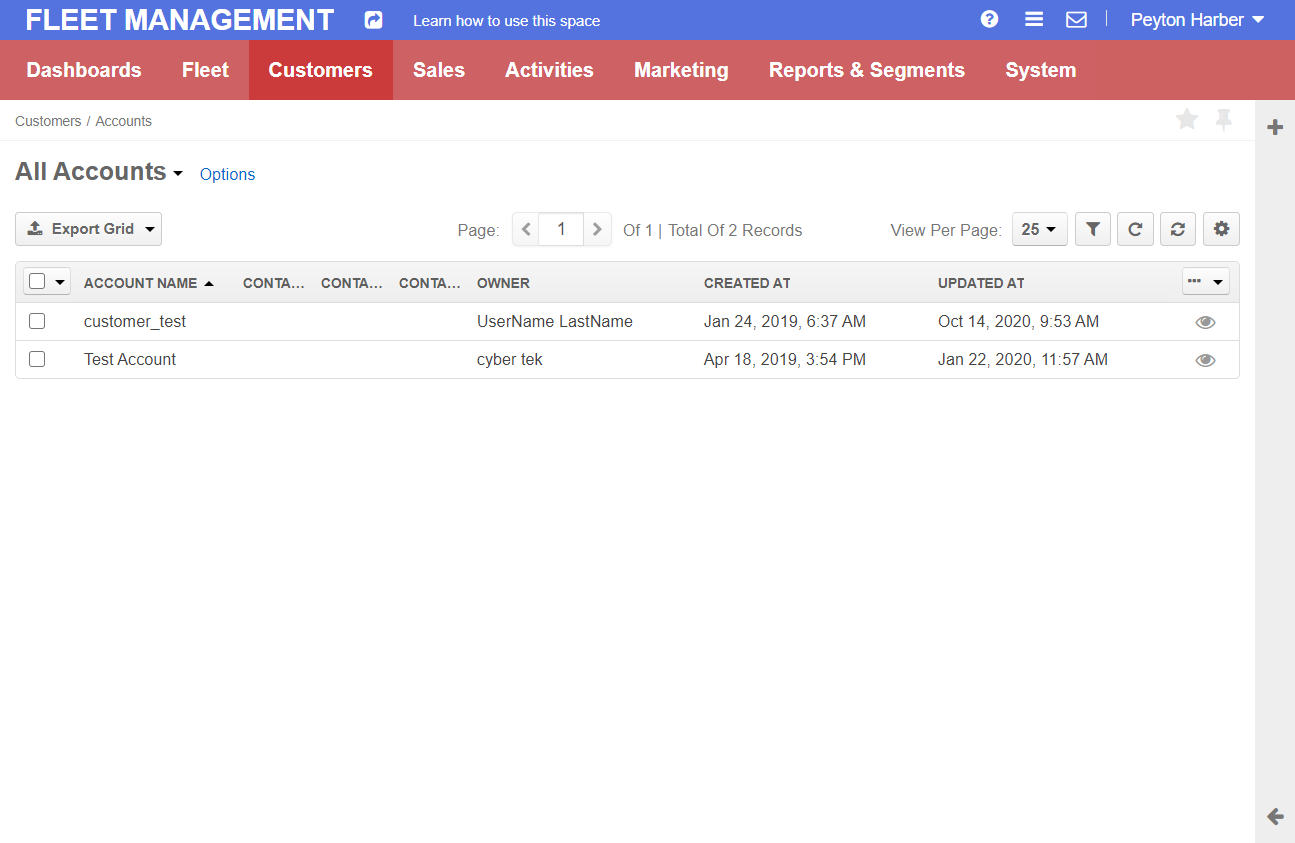 FLEET MANAGEMENT Learn how to use this space Peyton Harber
Dashboards Fleet Customers Sales Activities Marketing Reports & Segments System
Customers / Accounts
All Accounts Options
Export Grid Page: 1 Of 1 | Total Of 2 Records View Per Page: 25
ACCOUNT NAME CONTA... CONTA... CONTA... OWNER CREATED AT UPDATED AT
customer_test UserName LastName Jan 24, 2019, 6:37 AM Oct 14, 2020, 9:53 AM
Test Account cyber tek Apr 18, 2019, 3:54 PM Jan 22, 2020, 11:57 AM